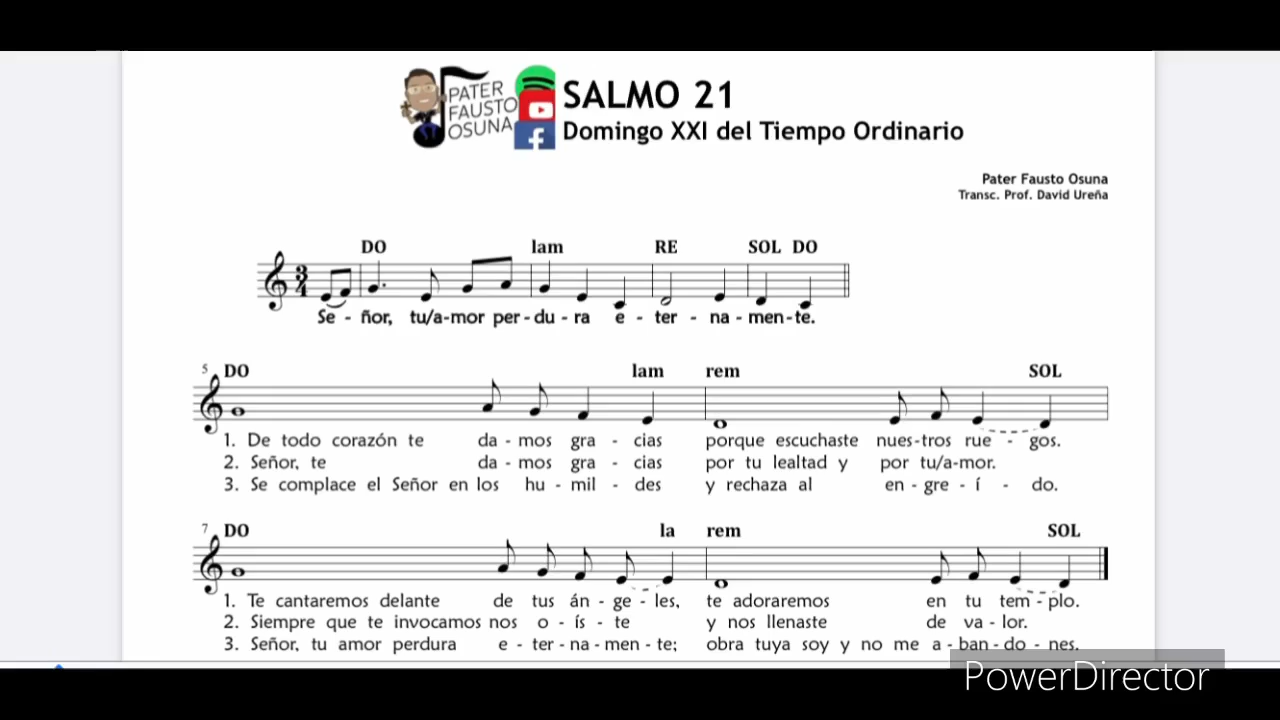 PATER
FAUSTO
OSUNA
SALMO 21
Domingo XXI del Tiempo Ordinario
Pater Fausto Osuna
Transc. Prof. David Ureña
DO lam RE SOL DO
3
4
Se - ñor, tu/a-mor per-du-ra e - ter - na - men-te.
5 DO lam rem SOL
1. De todo corazón te da - mos gra - cias porque escuchaste nues-tros rue - gos.
2. Señor, te da - mos gra - cias por tu lealtad y por tu/a-mor.
3. Se complace el Señor en los hu - mil - des y rechaza al en-gre - í - do.
7 DO la rem SOL
1. Te cantaremos delante de tus án - ge - les, te adoraremos en tu tem - plo.
2. Siempre que te invocamos nos o - ís - te y nos llenaste de va - lor.
3. Señor, tu amor perdura e - ter - na - men - te; obra tuya soy y no me a - ban - do - nes.
PowerDirector